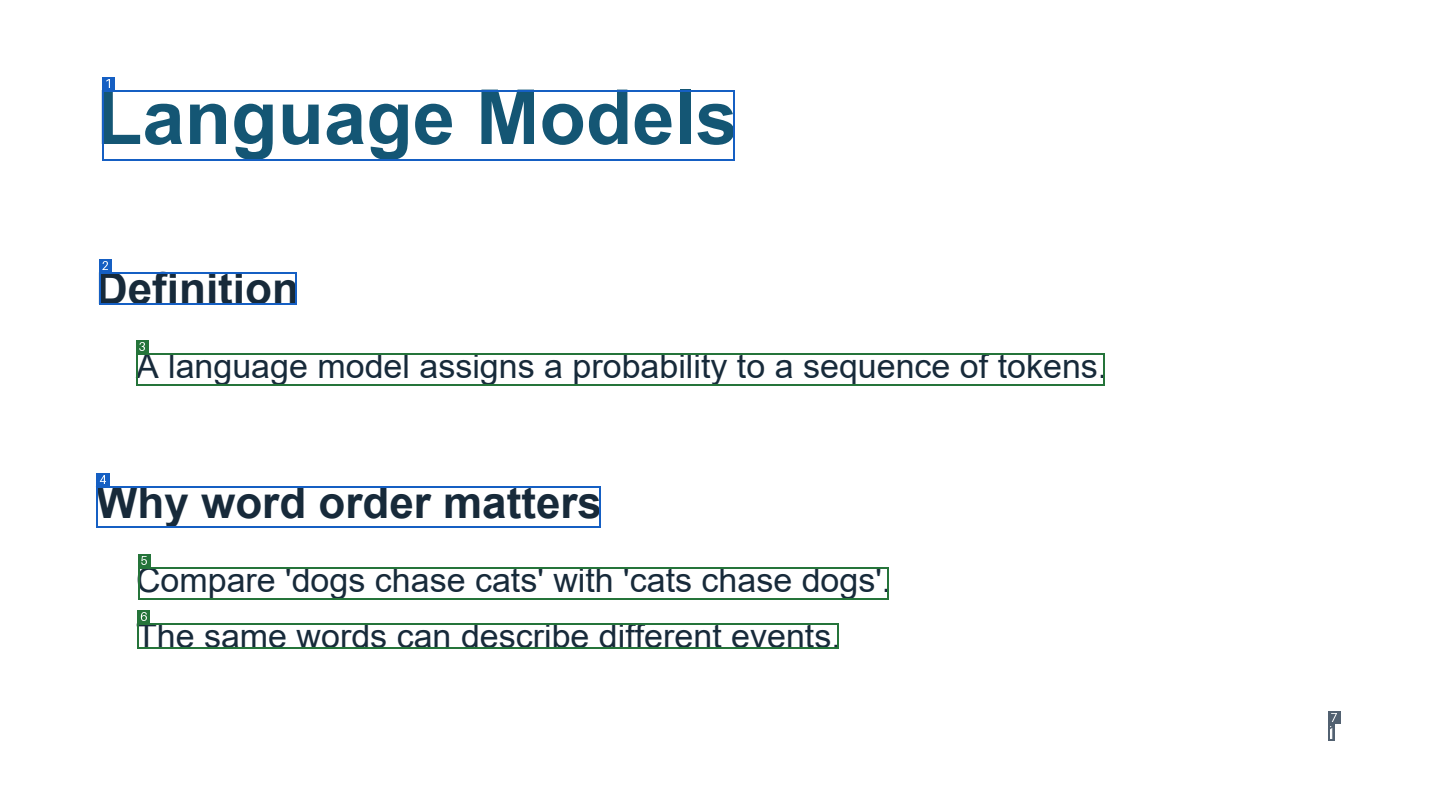 Language Models
Definition
A language model assigns a probability to a sequence of tokens.
Why word order matters
Compare 'dogs chase cats' with 'cats chase dogs'.
The same words can describe different events.